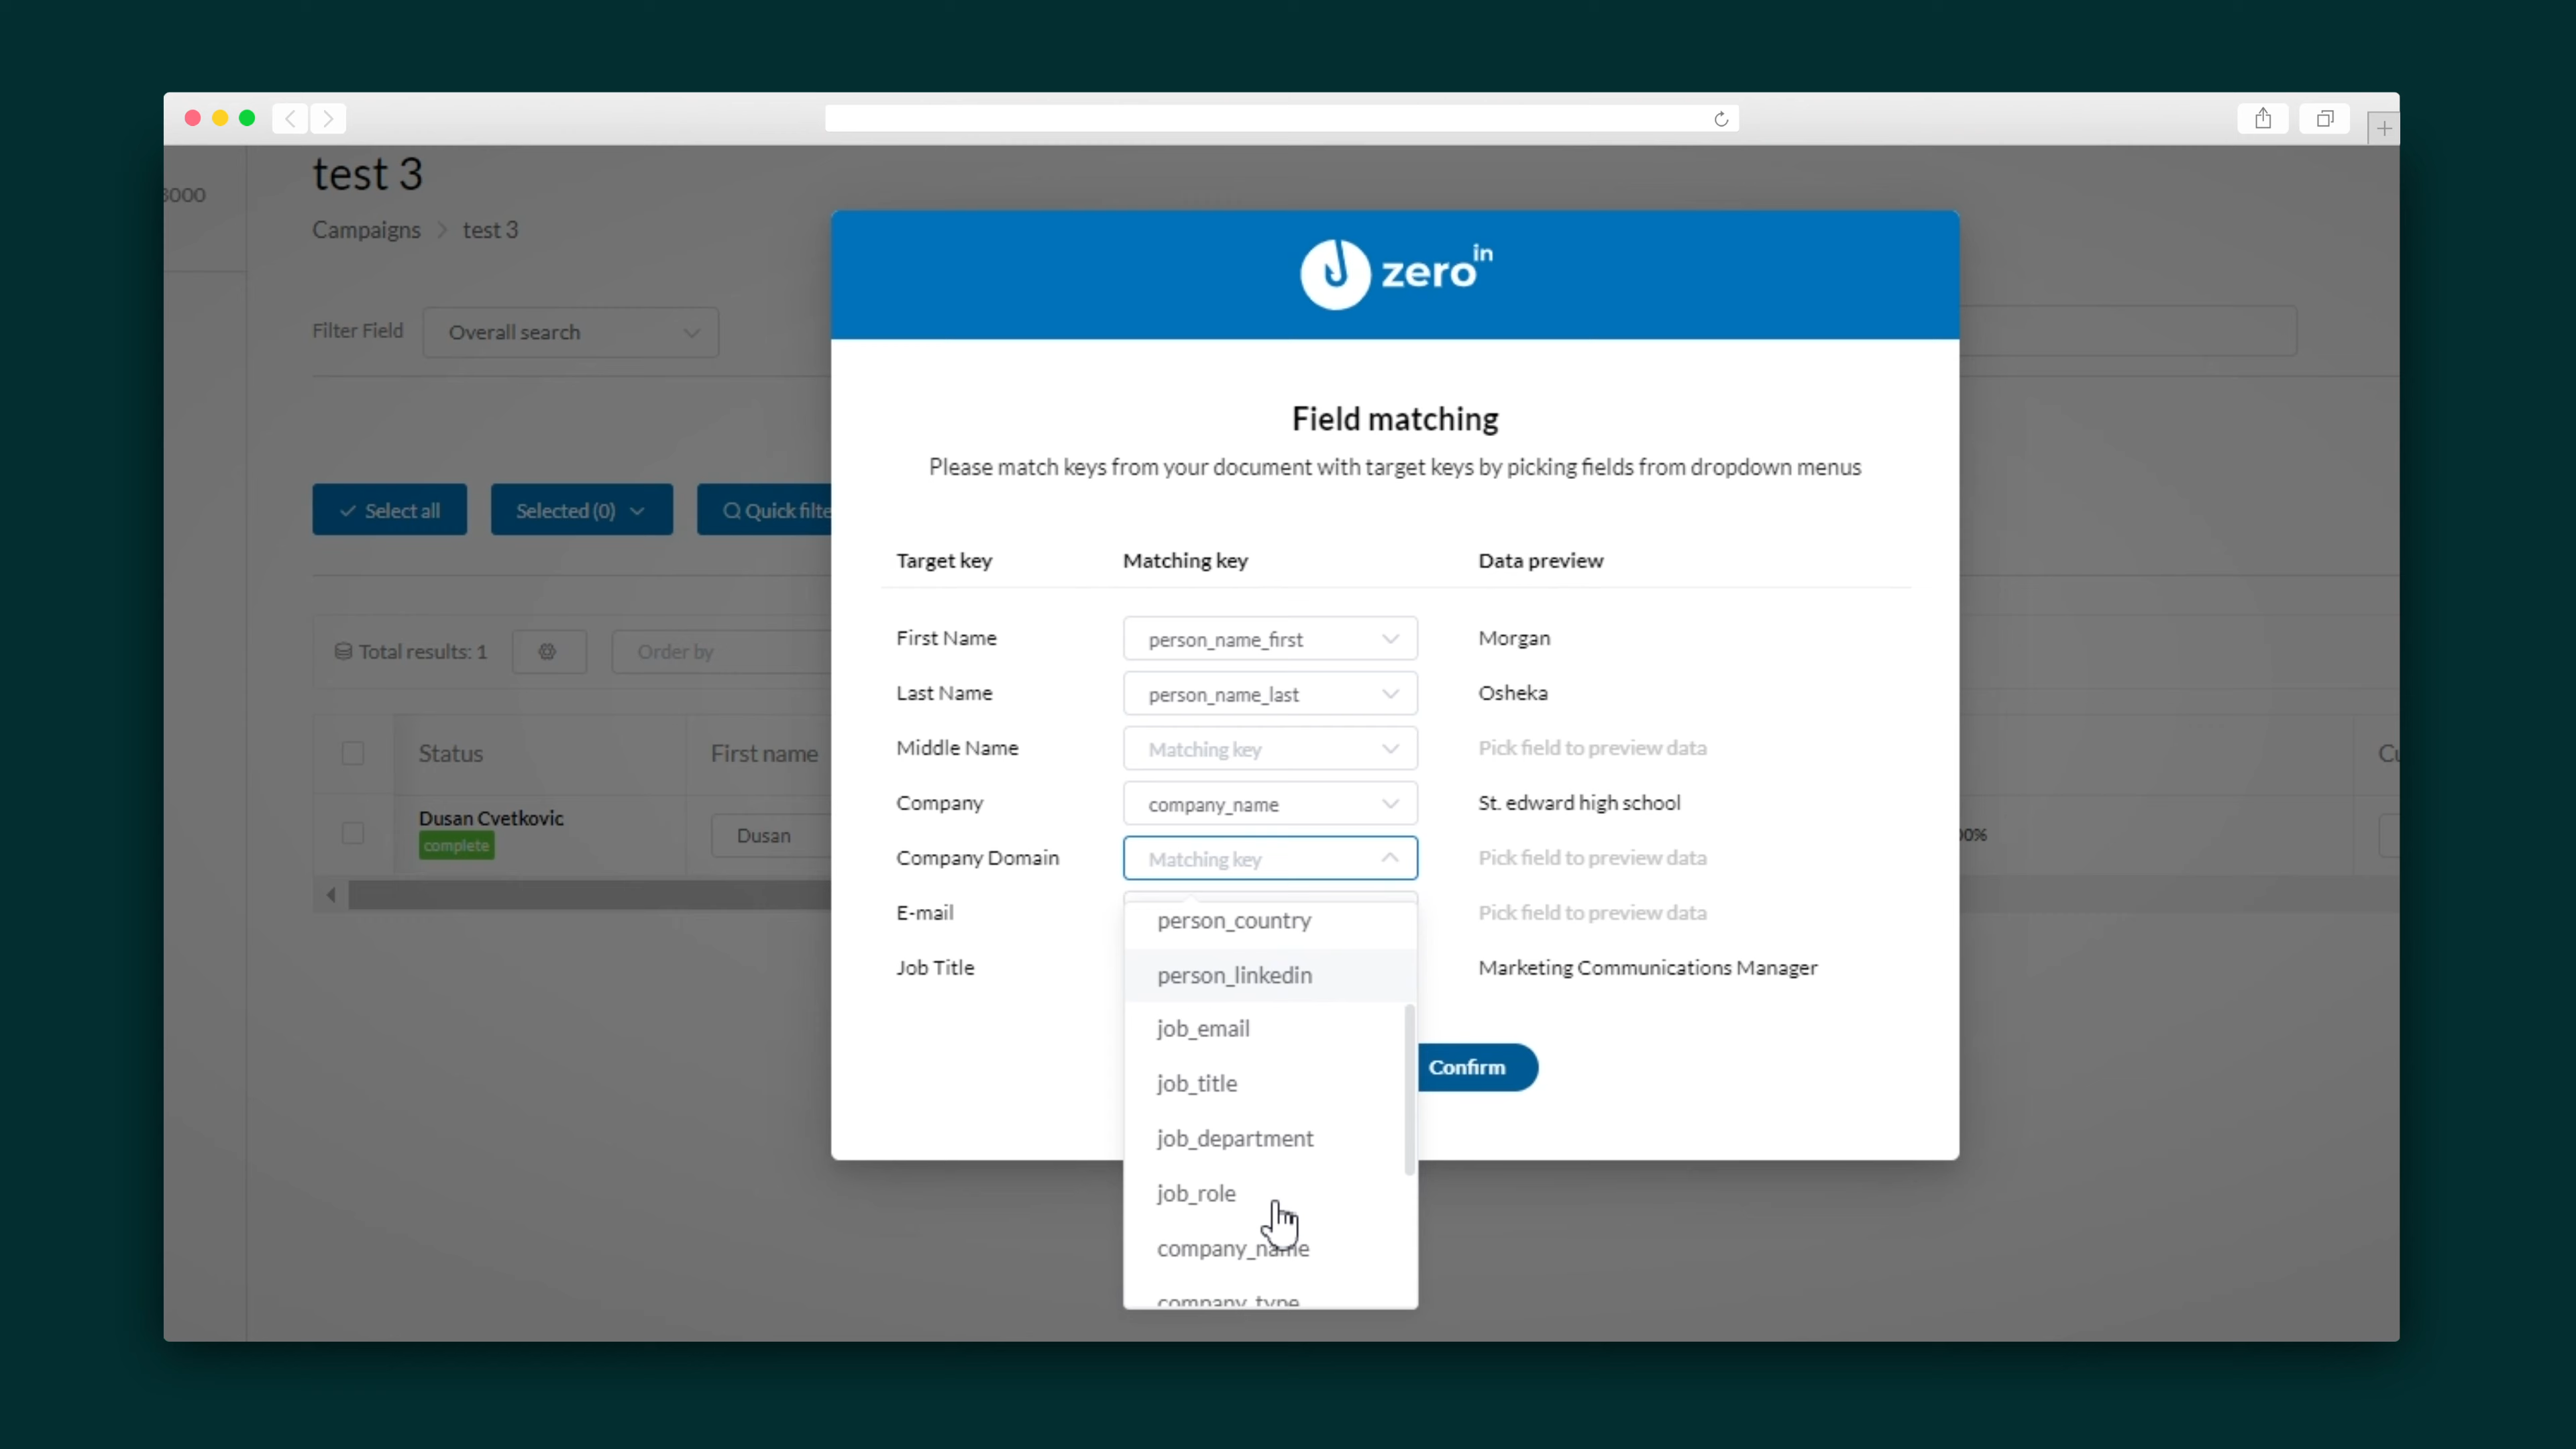 test 3
3000
Campaigns > test 3
Filter Field
Overall search
Select all
Selected (0)
Quick filte
Total results: 1
Order by
Status
First name
Cu
Dusan Cvetkovic
complete
Dusan
00%
zero in
Field matching
Please match keys from your document with target keys by picking fields from dropdown menus
Target key Matching key Data preview
First Name person_name_first Morgan
Last Name person_name_last Osheka
Middle Name Matching key Pick field to preview data
Company company_name St. edward high school
Company Domain Matching key Pick field to preview data
E-mail Pick field to preview data
Job Title Marketing Communications Manager
person_country
person_linkedin
job_email
job_title
job_department
job_role
company_name
company_type
Confirm